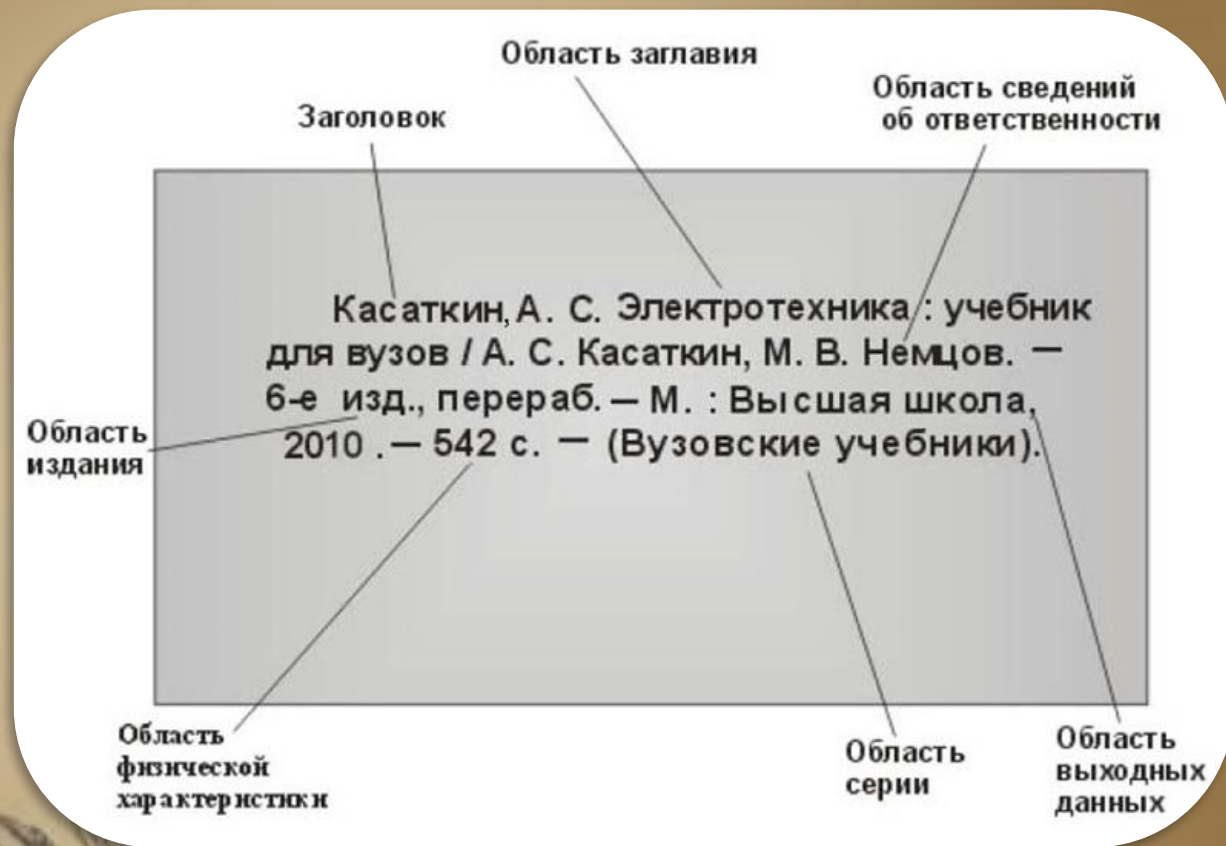 Область заглавия
Область сведений
об ответственности
Заголовок
Касаткин, А. С. Электротехника : учебник
для вузов / А. С. Касаткин, М. В. Немцов. —
6-е изд., перераб. — М. : Высшая школа,
2010 . — 542 с. — (Вузовские учебники).
Область
издания
Область
физической
характеристики
Область
серии
Область
выходных
данных